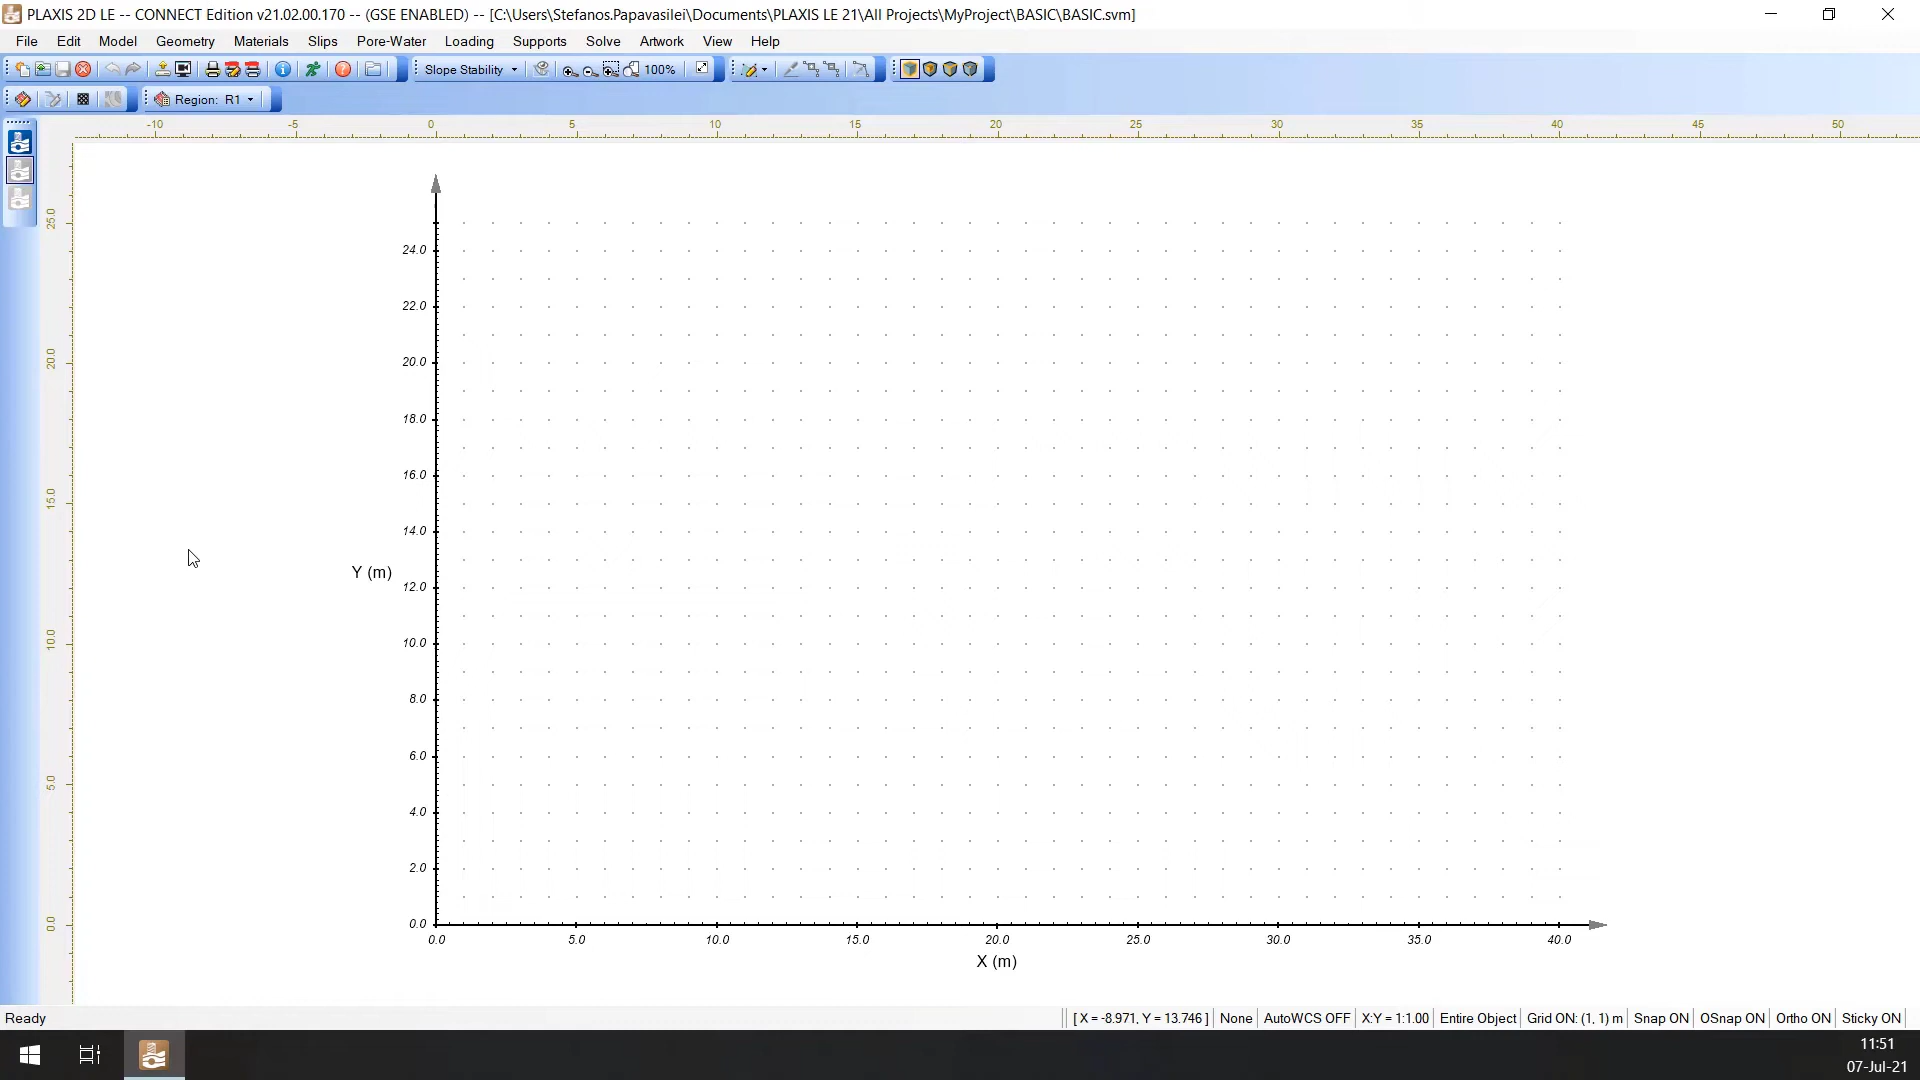 PLAXIS 2D LE -- CONNECT Edition v21.02.00.170 -- (GSE ENABLED) -- [C:\Users\Stefanos.Papavasilei\Documents\PLAXIS LE 21\All Projects\MyProject\BASIC\BASIC.svm]
File Edit Model Geometry Materials Slips Pore-Water Loading Supports Solve Artwork View Help
Slope Stability 100%
Region: R1
-10 -5 0 5 10 15 20 25 30 35 40 45 50
25.0
24.0
22.0
20.0 20.0
18.0
16.0
15.0
14.0
Y (m)
12.0
10.0 10.0
8.0
6.0
5.0
4.0
2.0
0.0 0.0
0.0 5.0 10.0 15.0 20.0 25.0 30.0 35.0 40.0
X (m)
Ready [ X = -8.971, Y = 13.746 ] None AutoWCS OFF X:Y = 1:1.00 Entire Object Grid ON: (1, 1) m Snap ON OSnap ON Ortho ON Sticky ON
11:51
07-Jul-21